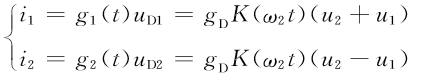 i₁ = g₁(t)u_D1 = g_D K(ω₂t)(u₂ + u₁)
i₂ = g₂(t)u_D2 = g_D K(ω₂t)(u₂ − u₁)